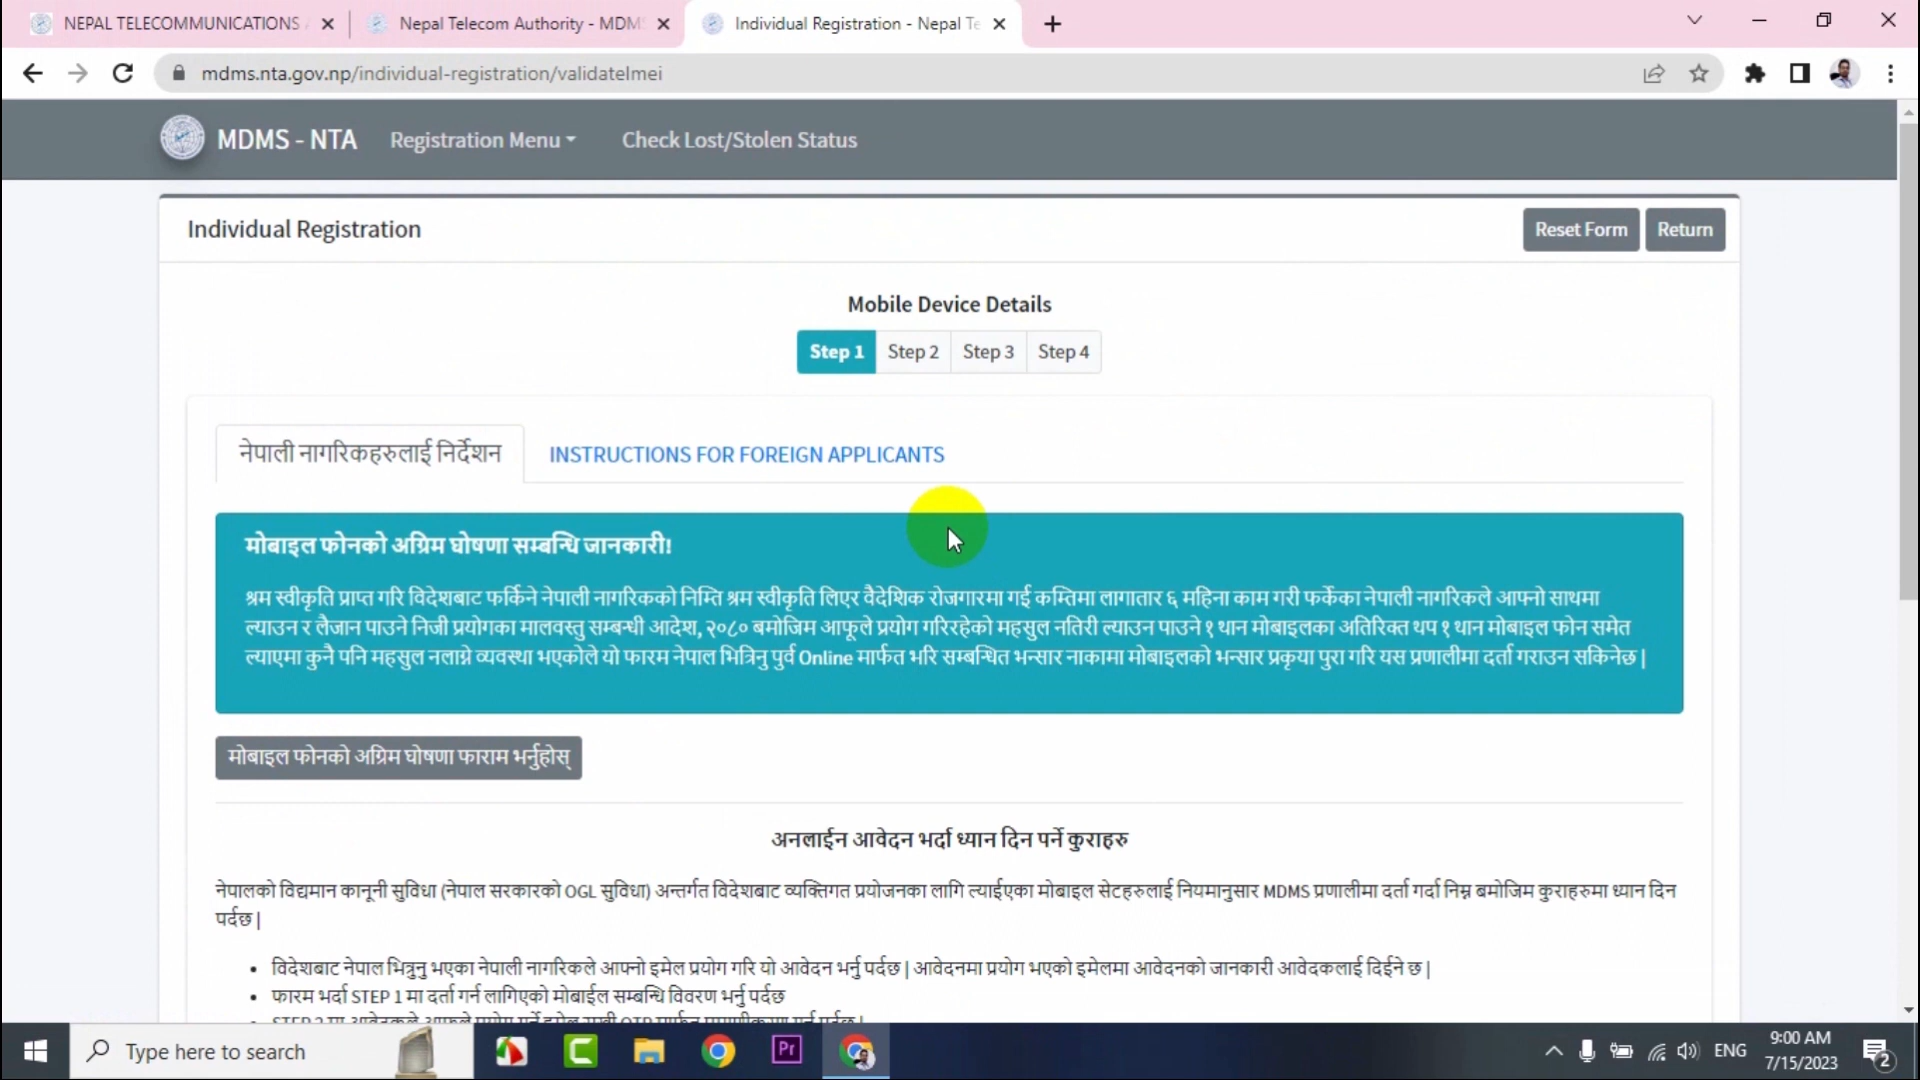 NEPAL TELECOMMUNICATIONS
Nepal Telecom Authority - MDMS
Individual Registration - Nepal Te
mdms.nta.gov.np/individual-registration/validateImei
MDMS - NTA
Registration Menu
Check Lost/Stolen Status
Individual Registration
Reset Form
Return
Mobile Device Details
Step 1
Step 2
Step 3
Step 4
नेपाली नागरिकहरुलाई निर्देशन
INSTRUCTIONS FOR FOREIGN APPLICANTS
मोबाइल फोनको अग्रिम घोषणा सम्बन्धि जानकारी!
श्रम स्वीकृति प्राप्त गरि विदेशबाट फर्किने नेपाली नागरिकको निम्ति श्रम स्वीकृति लिएर वैदेशिक रोजगारमा गई कम्तिमा लागातार ६ महिना काम गरी फर्केका नेपाली नागरिकले आफ्नो साथमा
ल्याउन र लैजान पाउने निजी प्रयोगका मालवस्तु सम्बन्धी आदेश, २०८० बमोजिम आफूले प्रयोग गरिरहेको महसुल नतिरी ल्याउन पाउने १ थान मोबाइलका अतिरिक्त थप १ थान मोबाइल फोन समेत
ल्याएमा कुनै पनि महसुल नलाग्ने व्यवस्था भएकोले यो फारम नेपाल भित्रिनु पुर्व Online मार्फत भरि सम्बन्धित भन्सार नाकामा मोबाइलको भन्सार प्रकृया पुरा गरि यस प्रणालीमा दर्ता गराउन सकिनेछ |
मोबाइल फोनको अग्रिम घोषणा फाराम भर्नुहोस्
अनलाईन आवेदन भर्दा ध्यान दिन पर्ने कुराहरु
नेपालको विद्यमान कानूनी सुविधा (नेपाल सरकारको OGL सुविधा) अन्तर्गत विदेशबाट व्यक्तिगत प्रयोजनका लागि ल्याईएका मोबाइल सेटहरुलाई नियमानुसार MDMS प्रणालीमा दर्ता गर्दा निम्न बमोजिम कुराहरुमा ध्यान दिन
पर्दछ |
• विदेशबाट नेपाल भित्रुनु भएका नेपाली नागरिकले आफ्नो इमेल प्रयोग गरि यो आवेदन भर्नु पर्दछ | आवेदनमा प्रयोग भएको इमेलमा आवेदनको जानकारी आवेदकलाई दिईने छ |
• फारम भर्दा STEP 1 मा दर्ता गर्न लागिएको मोबाईल सम्बन्धि विवरण भर्नु पर्दछ
Type here to search
Pr
ENG
9:00 AM
7/15/2023
2